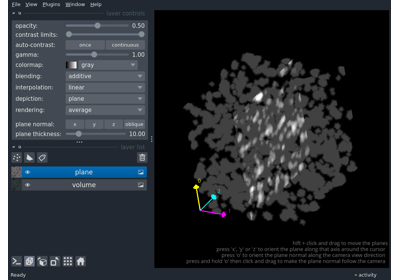 File View Plugins Window Help
layer controls
opacity: 0.50
contrast limits:
auto-contrast: once continuous
gamma: 1.00
colormap: gray
blending: additive
interpolation: linear
depiction: plane
rendering: average
plane normal: x y z oblique
plane thickness: 10.00
layer list
plane
volume
shift + click and drag to move the planes
press 'x', 'y' or 'z' to orient the plane along that axis around the cursor
press 'o' to orient the plane normal along the camera view direction
press and hold 'o' then click and drag to make the plane normal follow the camera
Ready
activity